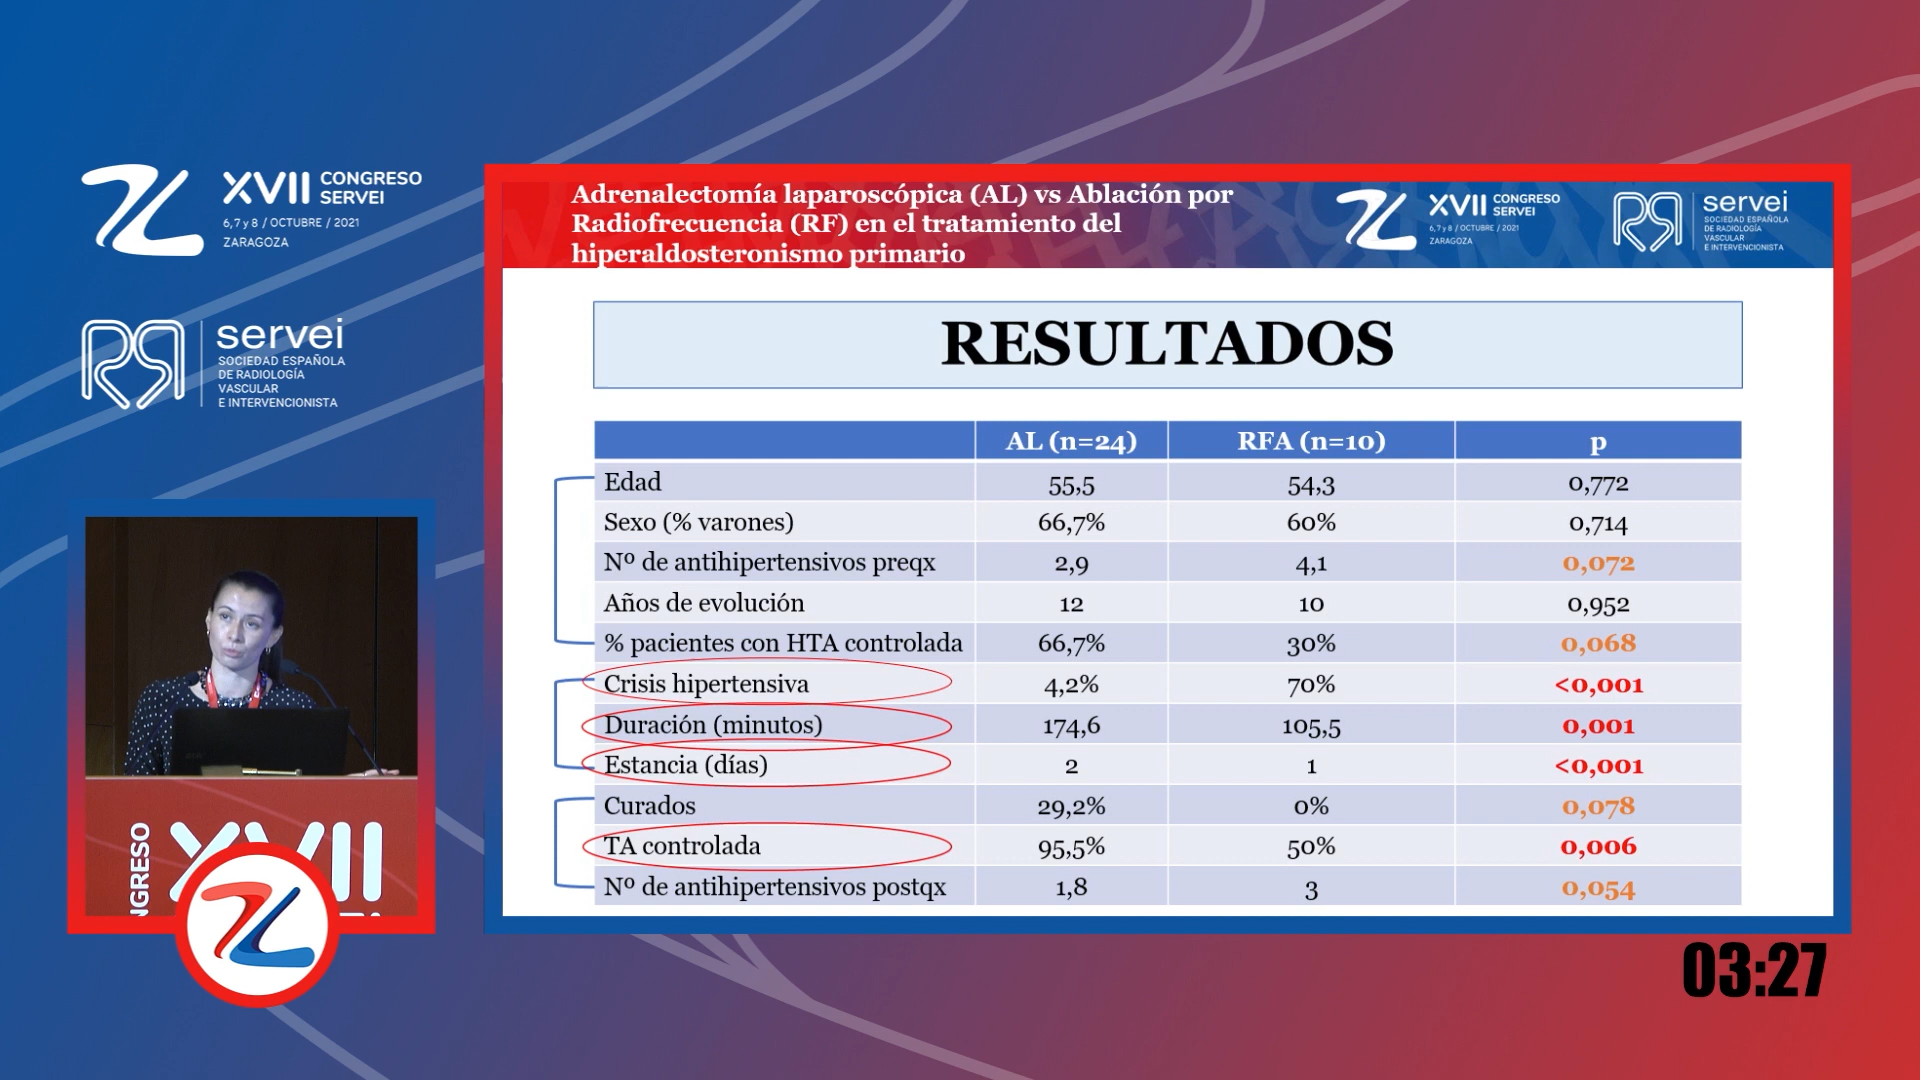 XVII CONGRESO
SERVEI
6,7 y 8 / OCTUBRE / 2021
ZARAGOZA
servei
SOCIEDAD ESPAÑOLA
DE RADIOLOGÍA
VASCULAR
E INTERVENCIONISTA
Adrenalectomía laparoscópica (AL) vs Ablación por
Radiofrecuencia (RF) en el tratamiento del
hiperaldosteronismo primario
XVII CONGRESO
SERVEI
6,7 y 8 / OCTUBRE / 2021
ZARAGOZA
servei
SOCIEDAD ESPAÑOLA
DE RADIOLOGÍA
VASCULAR
E INTERVENCIONISTA
RESULTADOS
AL (n=24) RFA (n=10) p
Edad 55,5 54,3 0,772
Sexo (% varones) 66,7% 60% 0,714
Nº de antihipertensivos preqx 2,9 4,1 0,072
Años de evolución 12 10 0,952
% pacientes con HTA controlada 66,7% 30% 0,068
Crisis hipertensiva 4,2% 70% <0,001
Duración (minutos) 174,6 105,5 0,001
Estancia (días) 2 1 <0,001
Curados 29,2% 0% 0,078
TA controlada 95,5% 50% 0,006
Nº de antihipertensivos postqx 1,8 3 0,054
NGRESO
XVII
03:27